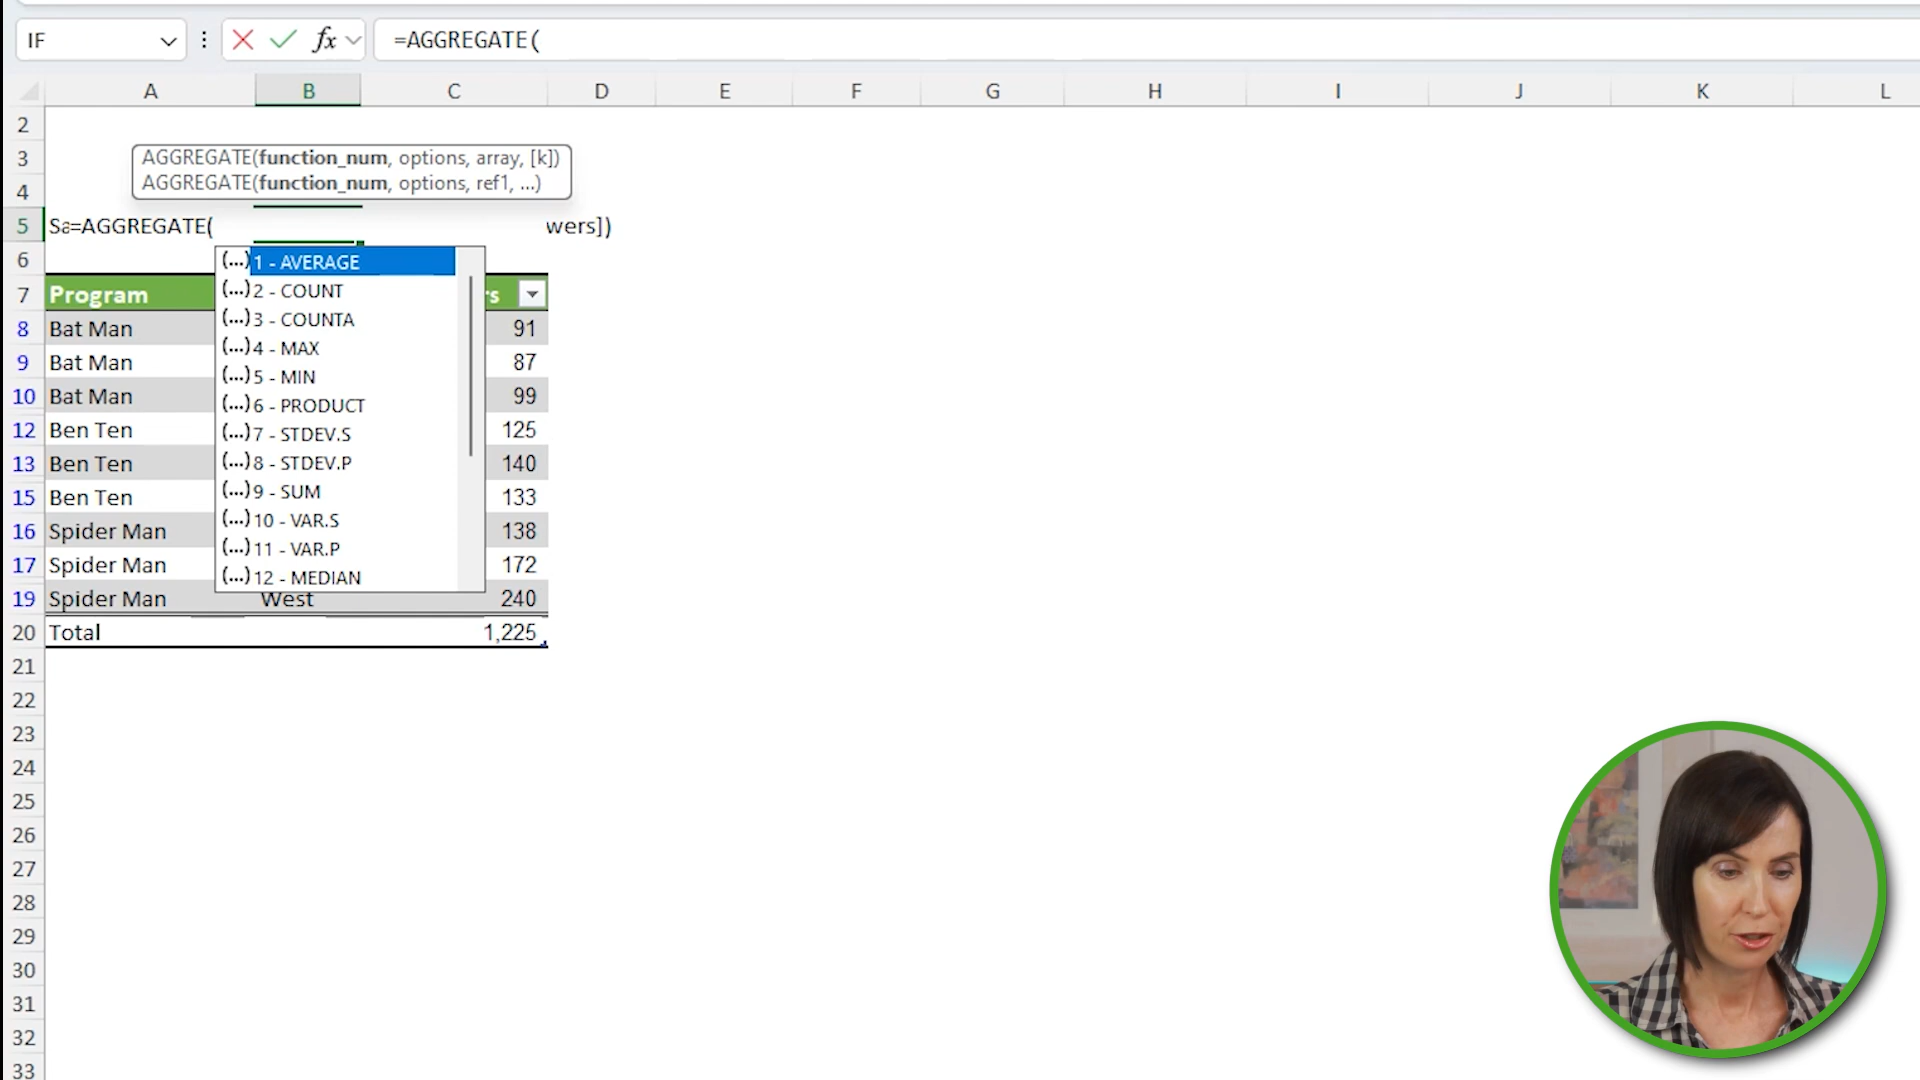 IF fx =AGGREGATE(
A B C D E F G H I J K L
2
3 AGGREGATE(function_num, options, array, [k])
AGGREGATE(function_num, options, ref1, ...)
4
5 Sa=AGGREGATE( wers])
6 (...) 1 - AVERAGE
7 Program (...) 2 - COUNT rs
(...) 3 - COUNTA
8 Bat Man 91
(...) 4 - MAX
9 Bat Man (...) 5 - MIN 87
10 Bat Man (...) 6 - PRODUCT 99
12 Ben Ten (...) 7 - STDEV.S 125
13 Ben Ten (...) 8 - STDEV.P 140
15 Ben Ten (...) 9 - SUM 133
16 Spider Man (...) 10 - VAR.S 138
17 Spider Man (...) 11 - VAR.P 172
(...) 12 - MEDIAN
19 Spider Man West 240
20 Total 1,225
21
22
23
24
25
26
27
28
29
30
31
32
33